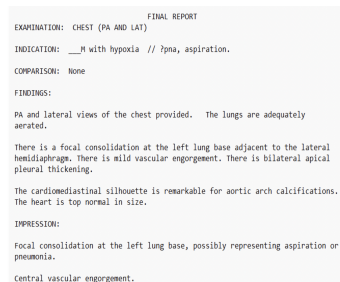 FINAL REPORT
EXAMINATION: CHEST (PA AND LAT)
INDICATION: ___M with hypoxia // ?pna, aspiration.
COMPARISON: None
FINDINGS:
PA and lateral views of the chest provided. The lungs are adequately
aerated.
There is a focal consolidation at the left lung base adjacent to the lateral
hemidiaphragm. There is mild vascular engorgement. There is bilateral apical
pleural thickening.
The cardiomediastinal silhouette is remarkable for aortic arch calcifications.
The heart is top normal in size.
IMPRESSION:
Focal consolidation at the left lung base, possibly representing aspiration or
pneumonia.
Central vascular engorgement.